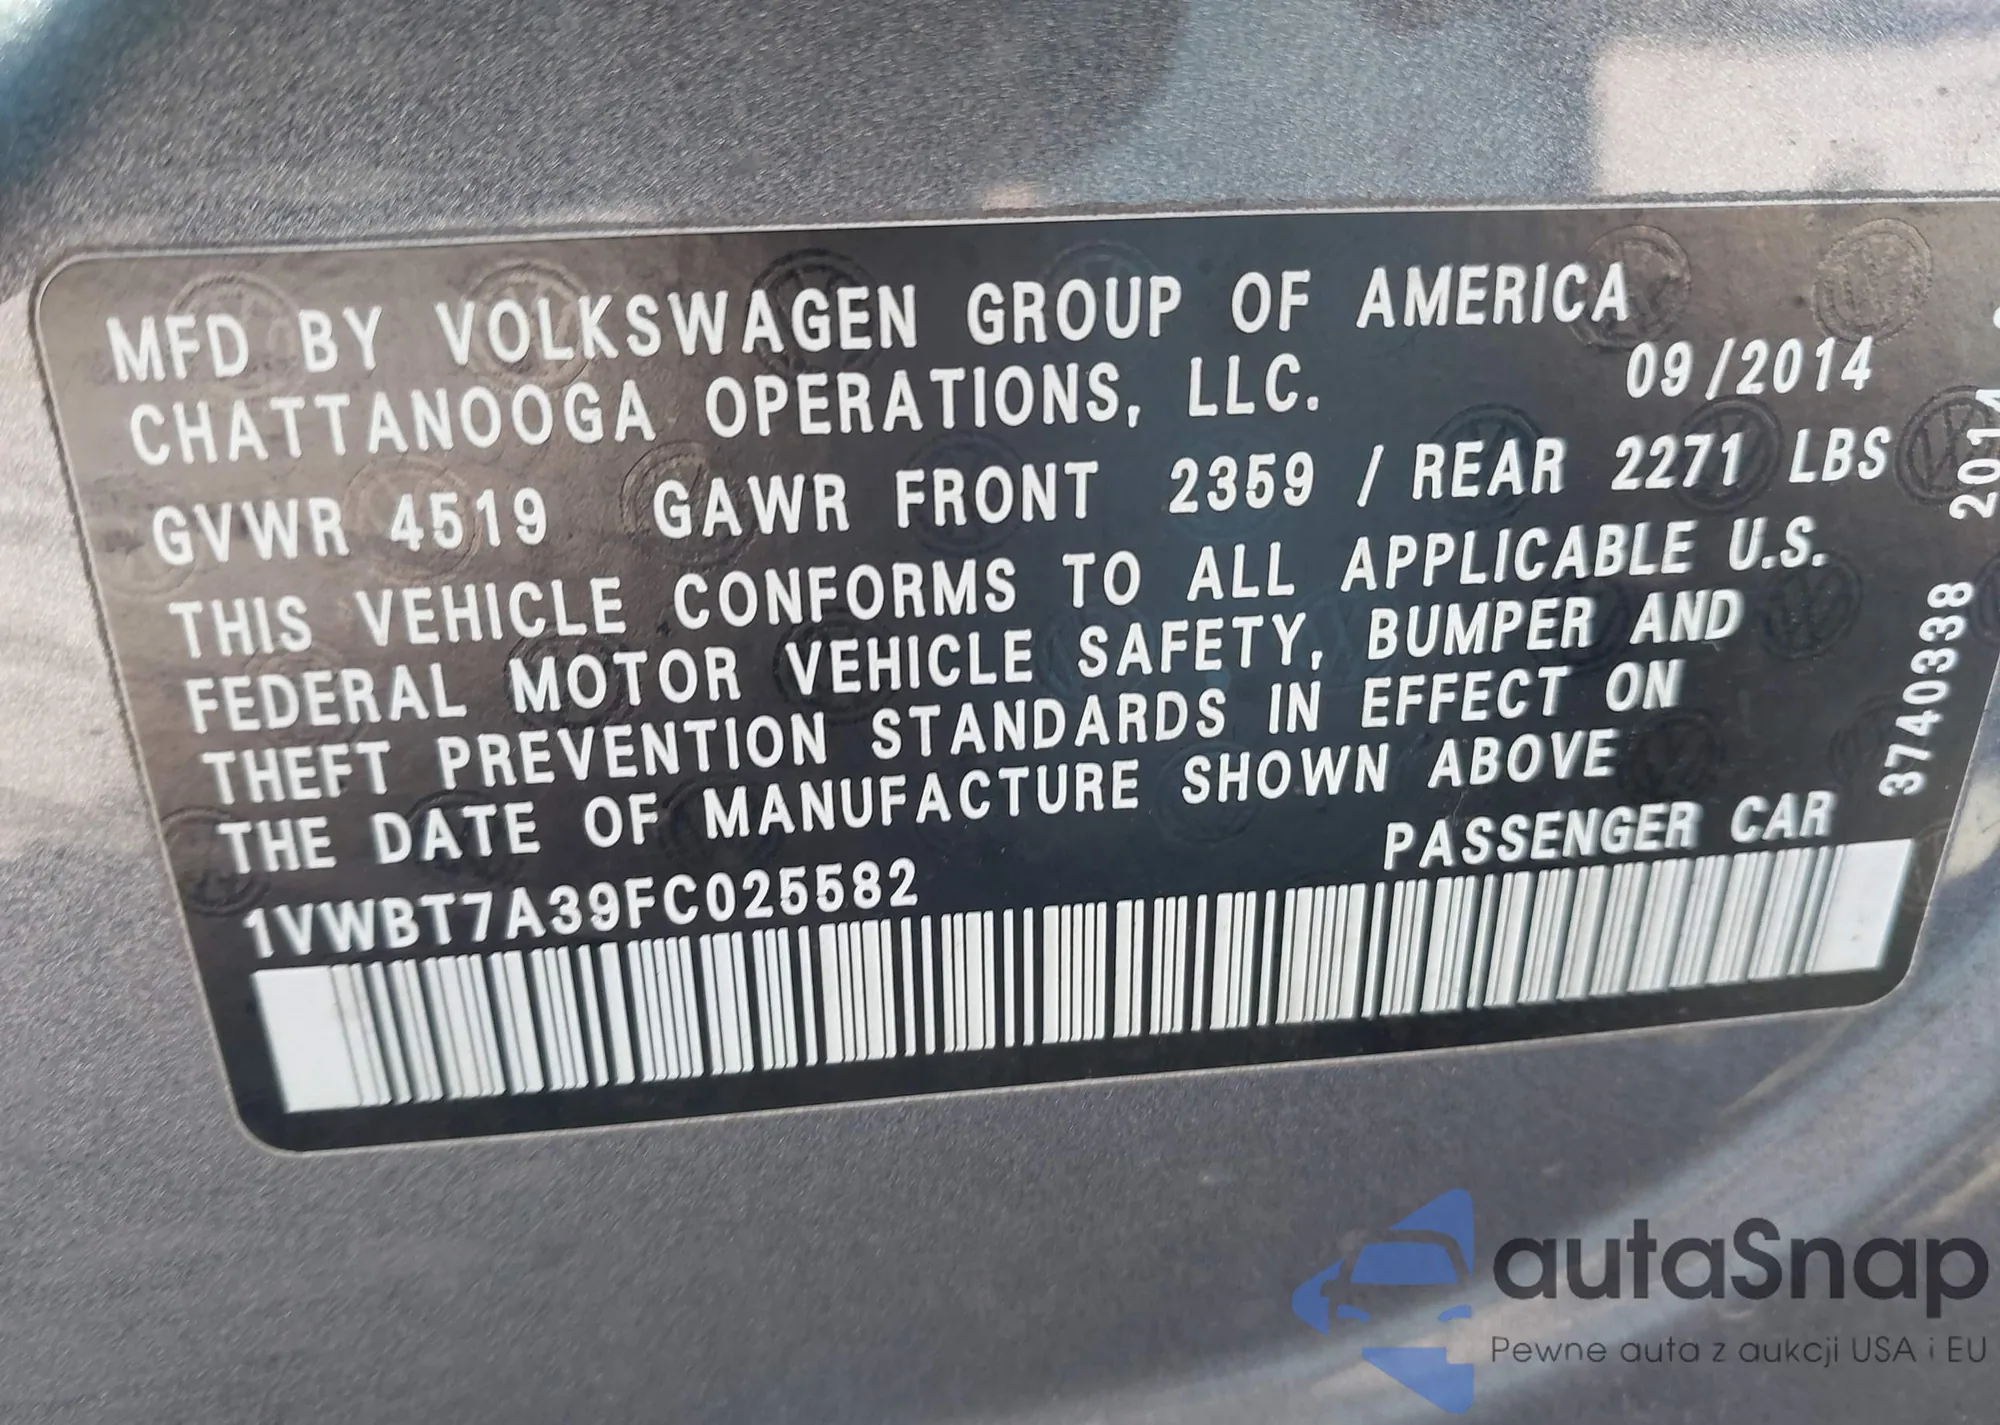 MFD BY VOLKSWAGEN GROUP OF AMERICA
CHATTANOOGA OPERATIONS, LLC.
09/2014
GVWR 4519 GAWR FRONT 2359 / REAR 2271 LBS
THIS VEHICLE CONFORMS TO ALL APPLICABLE U.S.
FEDERAL MOTOR VEHICLE SAFETY, BUMPER AND
THEFT PREVENTION STANDARDS IN EFFECT ON
THE DATE OF MANUFACTURE SHOWN ABOVE
PASSENGER CAR
1VWBT7A39FC025582
3740338 2014
autaSnap
Pewne auta z aukcji USA i EU